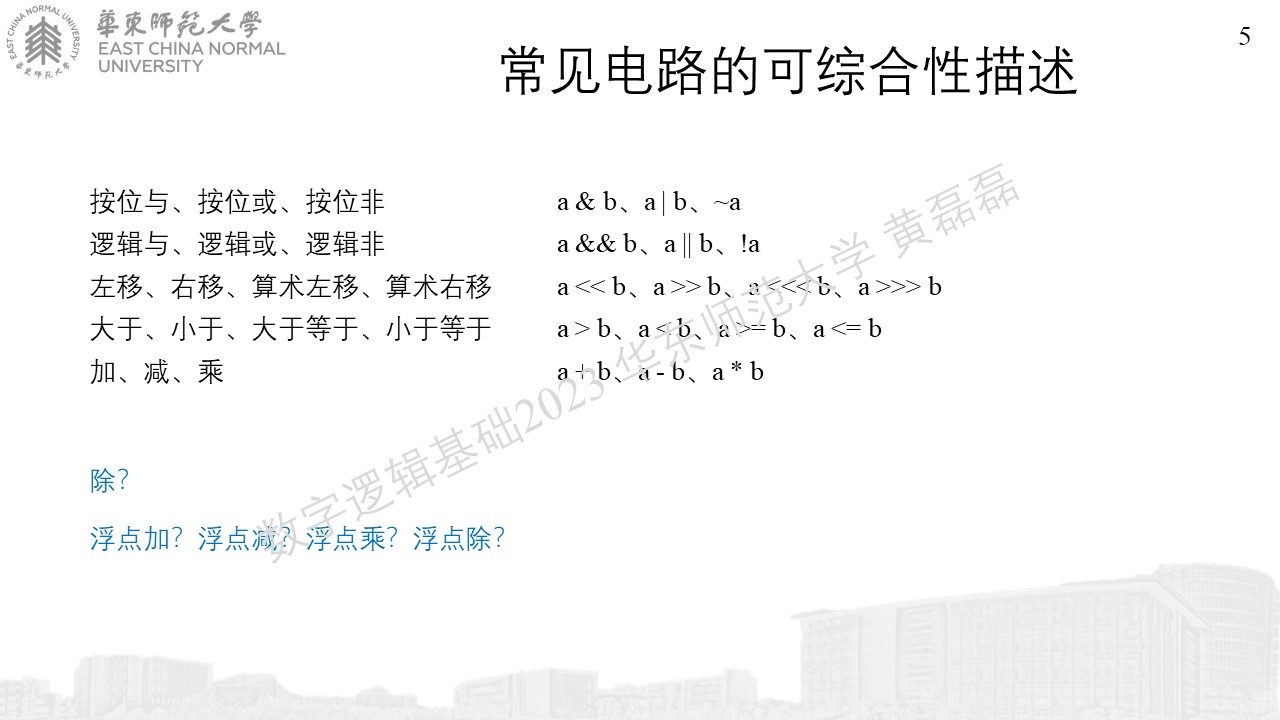 華東師范大學
EAST CHINA NORMAL
UNIVERSITY
5
常见电路的可综合性描述
按位与、按位或、按位非 a & b、a | b、~a
逻辑与、逻辑或、逻辑非 a && b、a || b、!a
左移、右移、算术左移、算术右移 a << b、a >> b、a <<< b、a >>> b
大于、小于、大于等于、小于等于 a > b、a < b、a >= b、a <= b
加、减、乘 a + b、a - b、a * b
除？
浮点加？浮点减？浮点乘？浮点除？
数字逻辑基础2023 华东师范大学 黄磊磊